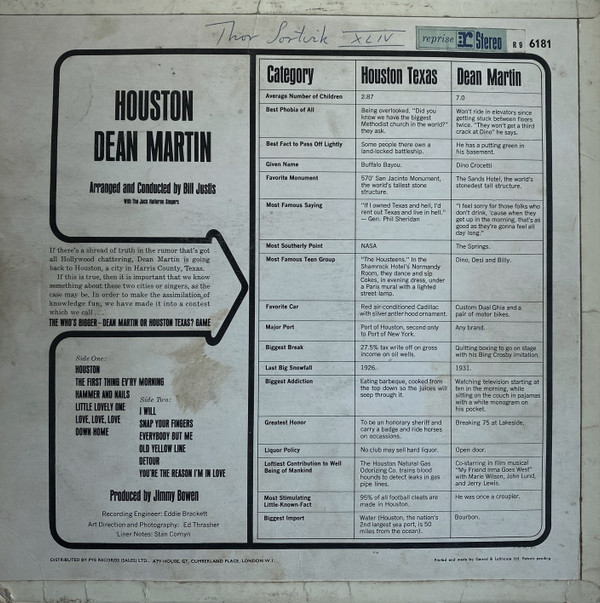 Thor Sortvik XLIV
reprise R Stereo R9 6181
HOUSTON
DEAN MARTIN
Arranged and Conducted by Bill Justis
With The Jack Halloran Singers
If there's a shread of truth in the rumor that's got
all Hollywood chattering, Dean Martin is going
back to Houston, a city in Harris County, Texas.
If this is true, then it is important that we know
something about these two cities or singers, as the
case may be. In order to make the assimilation of
knowledge fun, we have made it into a contest
which we call...
THE WHO'S BIGGER—DEAN MARTIN OR HOUSTON TEXAS? GAME
Side One:
HOUSTON
THE FIRST THING EV'RY MORNING
HAMMER AND NAILS
LITTLE LOVELY ONE
LOVE, LOVE, LOVE
DOWN HOME
Side Two:
I WILL
SNAP YOUR FINGERS
EVERYBODY BUT ME
OLD YELLOW LINE
DETOUR
YOU'RE THE REASON I'M IN LOVE
Produced by Jimmy Bowen
Recording Engineer: Eddie Brackett
Art Direction and Photography: Ed Thrasher
Liner Notes: Stan Cornyn
Category Houston Texas Dean Martin
Average Number of Children 2.87 7.0
Best Phobia of All Being overlooked. "Did you Won't ride in elevators since
know we have the biggest getting stuck between floors
Methodist church in the world?" twice. "They won't get a third
they ask. crack at Dino" he says.
Best Fact to Pass Off Lightly Some people there own a He has a putting green in
land-locked battleship. his basement.
Given Name Buffalo Bayou. Dino Crocetti
Favorite Monument 570' San Jacinto Monument, The Sands Hotel, the world's
the world's tallest stone stonedest tall structure.
structure.
Most Famous Saying "If I owned Texas and hell, I'd "I feel sorry for those folks who
rent out Texas and live in hell." don't drink, 'cause when they
— Gen. Phil Sheridan get up in the morning, that's as
good as they're gonna feel all
day long."
Most Southerly Point NASA The Springs.
Most Famous Teen Group "The Housteens." In the Dino, Desi and Billy.
Shamrock Hotel's Normandy
Room, they dance and sip
Cokes, in evening dress, under
a Paris mural with a lighted
street lamp.
Favorite Car Red air-conditioned Cadillac Custom Dual Ghia and a
with silver antler hood ornament. pair of motor bikes.
Major Port Port of Houston, second only Any brand.
to Port of New York.
Biggest Break 27.5% tax write off on gross Quitting boxing to go on stage
income on oil wells. with his Bing Crosby imitation.
Last Big Snowfall 1926. 1931.
Biggest Addiction Eating barbeque, cooked from Watching television starting at
the top down so the juices will ten in the morning, while
seep through it. sitting on the couch in pajamas
with a white monogram on
his pocket.
Greatest Honor To be an honorary sheriff and Breaking 75 at Lakeside.
carry a badge and ride horses
on occassions.
Liquor Policy No club may sell hard liquor. Open door.
Loftiest Contribution to Well The Houston Natural Gas Co-starring in film musical
Being of Mankind Odorizing Co. trains blood "My Friend Irma Goes West"
hounds to detect leaks in gas with Marie Wilson, John Lund,
pipe lines. and Jerry Lewis.
Most Stimulating 95% of all football cleats are He was once a croupier.
Little-Known-Fact made in Houston.
Biggest Import Water (Houston, the nation's Bourbon.
2nd largest sea port, is 50
miles from the ocean).
DISTRIBUTED BY PYE RECORDS (SALES) LTD., A.T.V. HOUSE, GT. CUMBERLAND PLACE, LONDON W.1. Printed and made by Garrod & Lofthouse Ltd. Patents pending